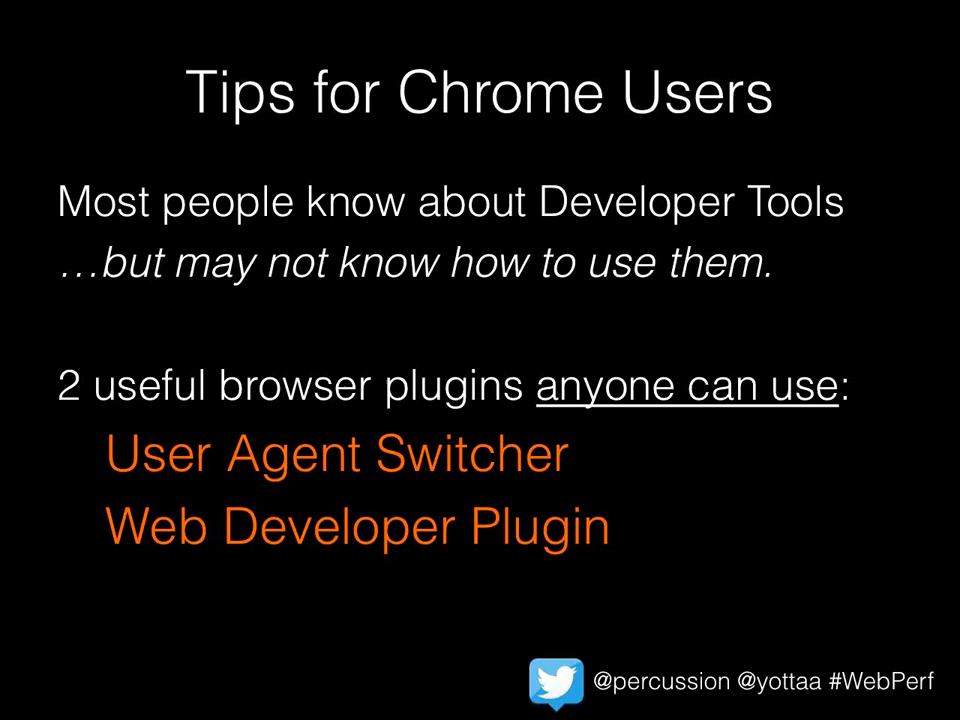 Tips for Chrome Users
Most people know about Developer Tools
…but may not know how to use them.
2 useful browser plugins anyone can use:
User Agent Switcher
Web Developer Plugin
@percussion @yottaa #WebPerf